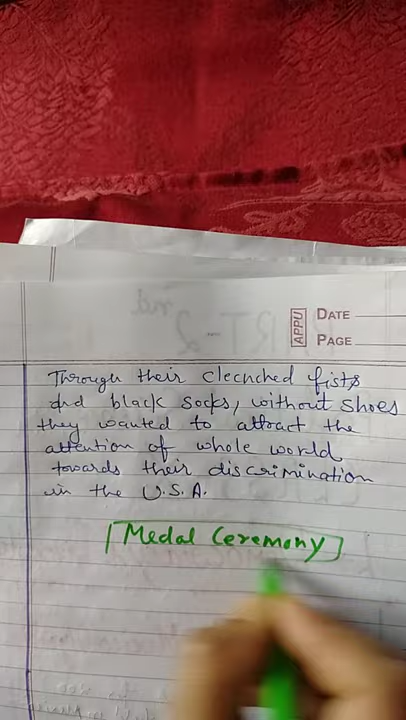 APPU
DATE
PAGE
Through their clecnched fists
and black socks, without shoes
they wanted to attract the
attention of whole world
towards their discrimination
in the U.S.A.
[Medal Ceremony]